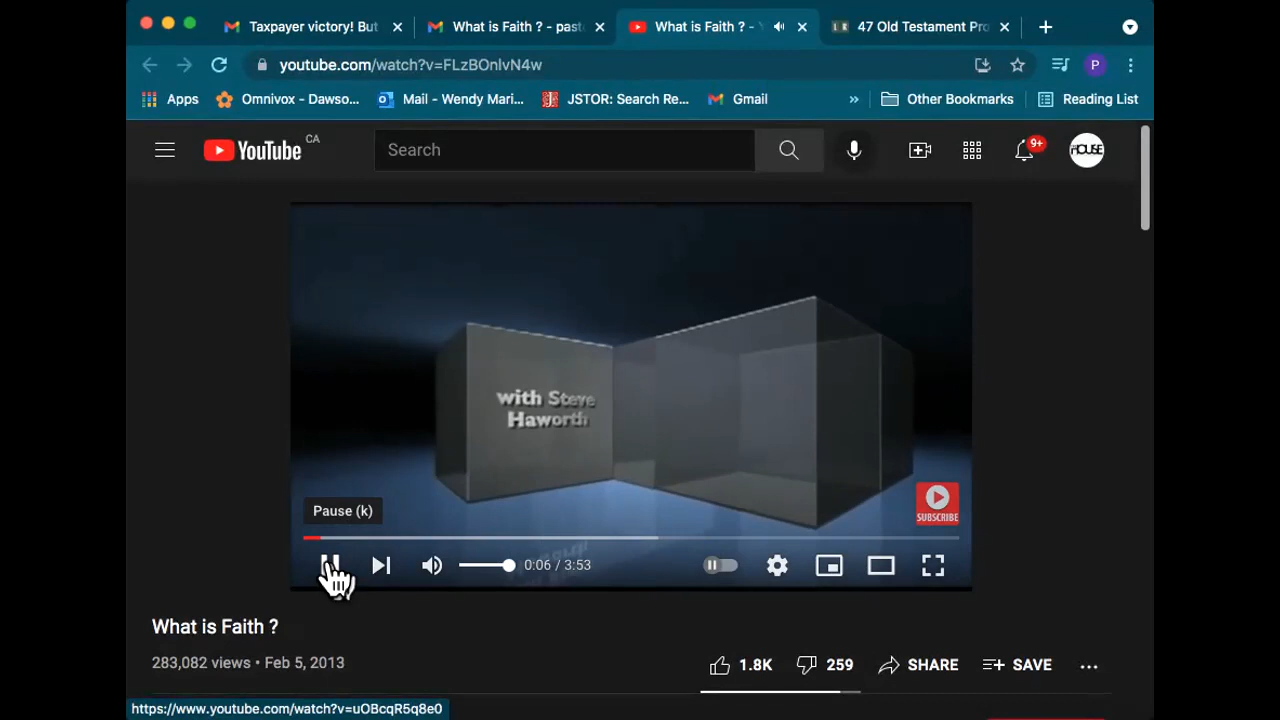 Taxpayer victory! But
What is Faith ? - past
What is Faith ? -
47 Old Testament Pro
youtube.com/watch?v=FLzBOnlvN4w
P
Apps
Omnivox - Dawso...
Mail - Wendy Mari...
JSTOR: Search Re...
Gmail
»
Other Bookmarks
Reading List
YouTube CA
Search
9+
HOUSE
with Steve
Haworth
SUBSCRIBE
Pause (k)
0:06 / 3:53
What is Faith ?
283,082 views • Feb 5, 2013
1.8K
259
SHARE
SAVE
https://www.youtube.com/watch?v=uOBcqR5q8e0